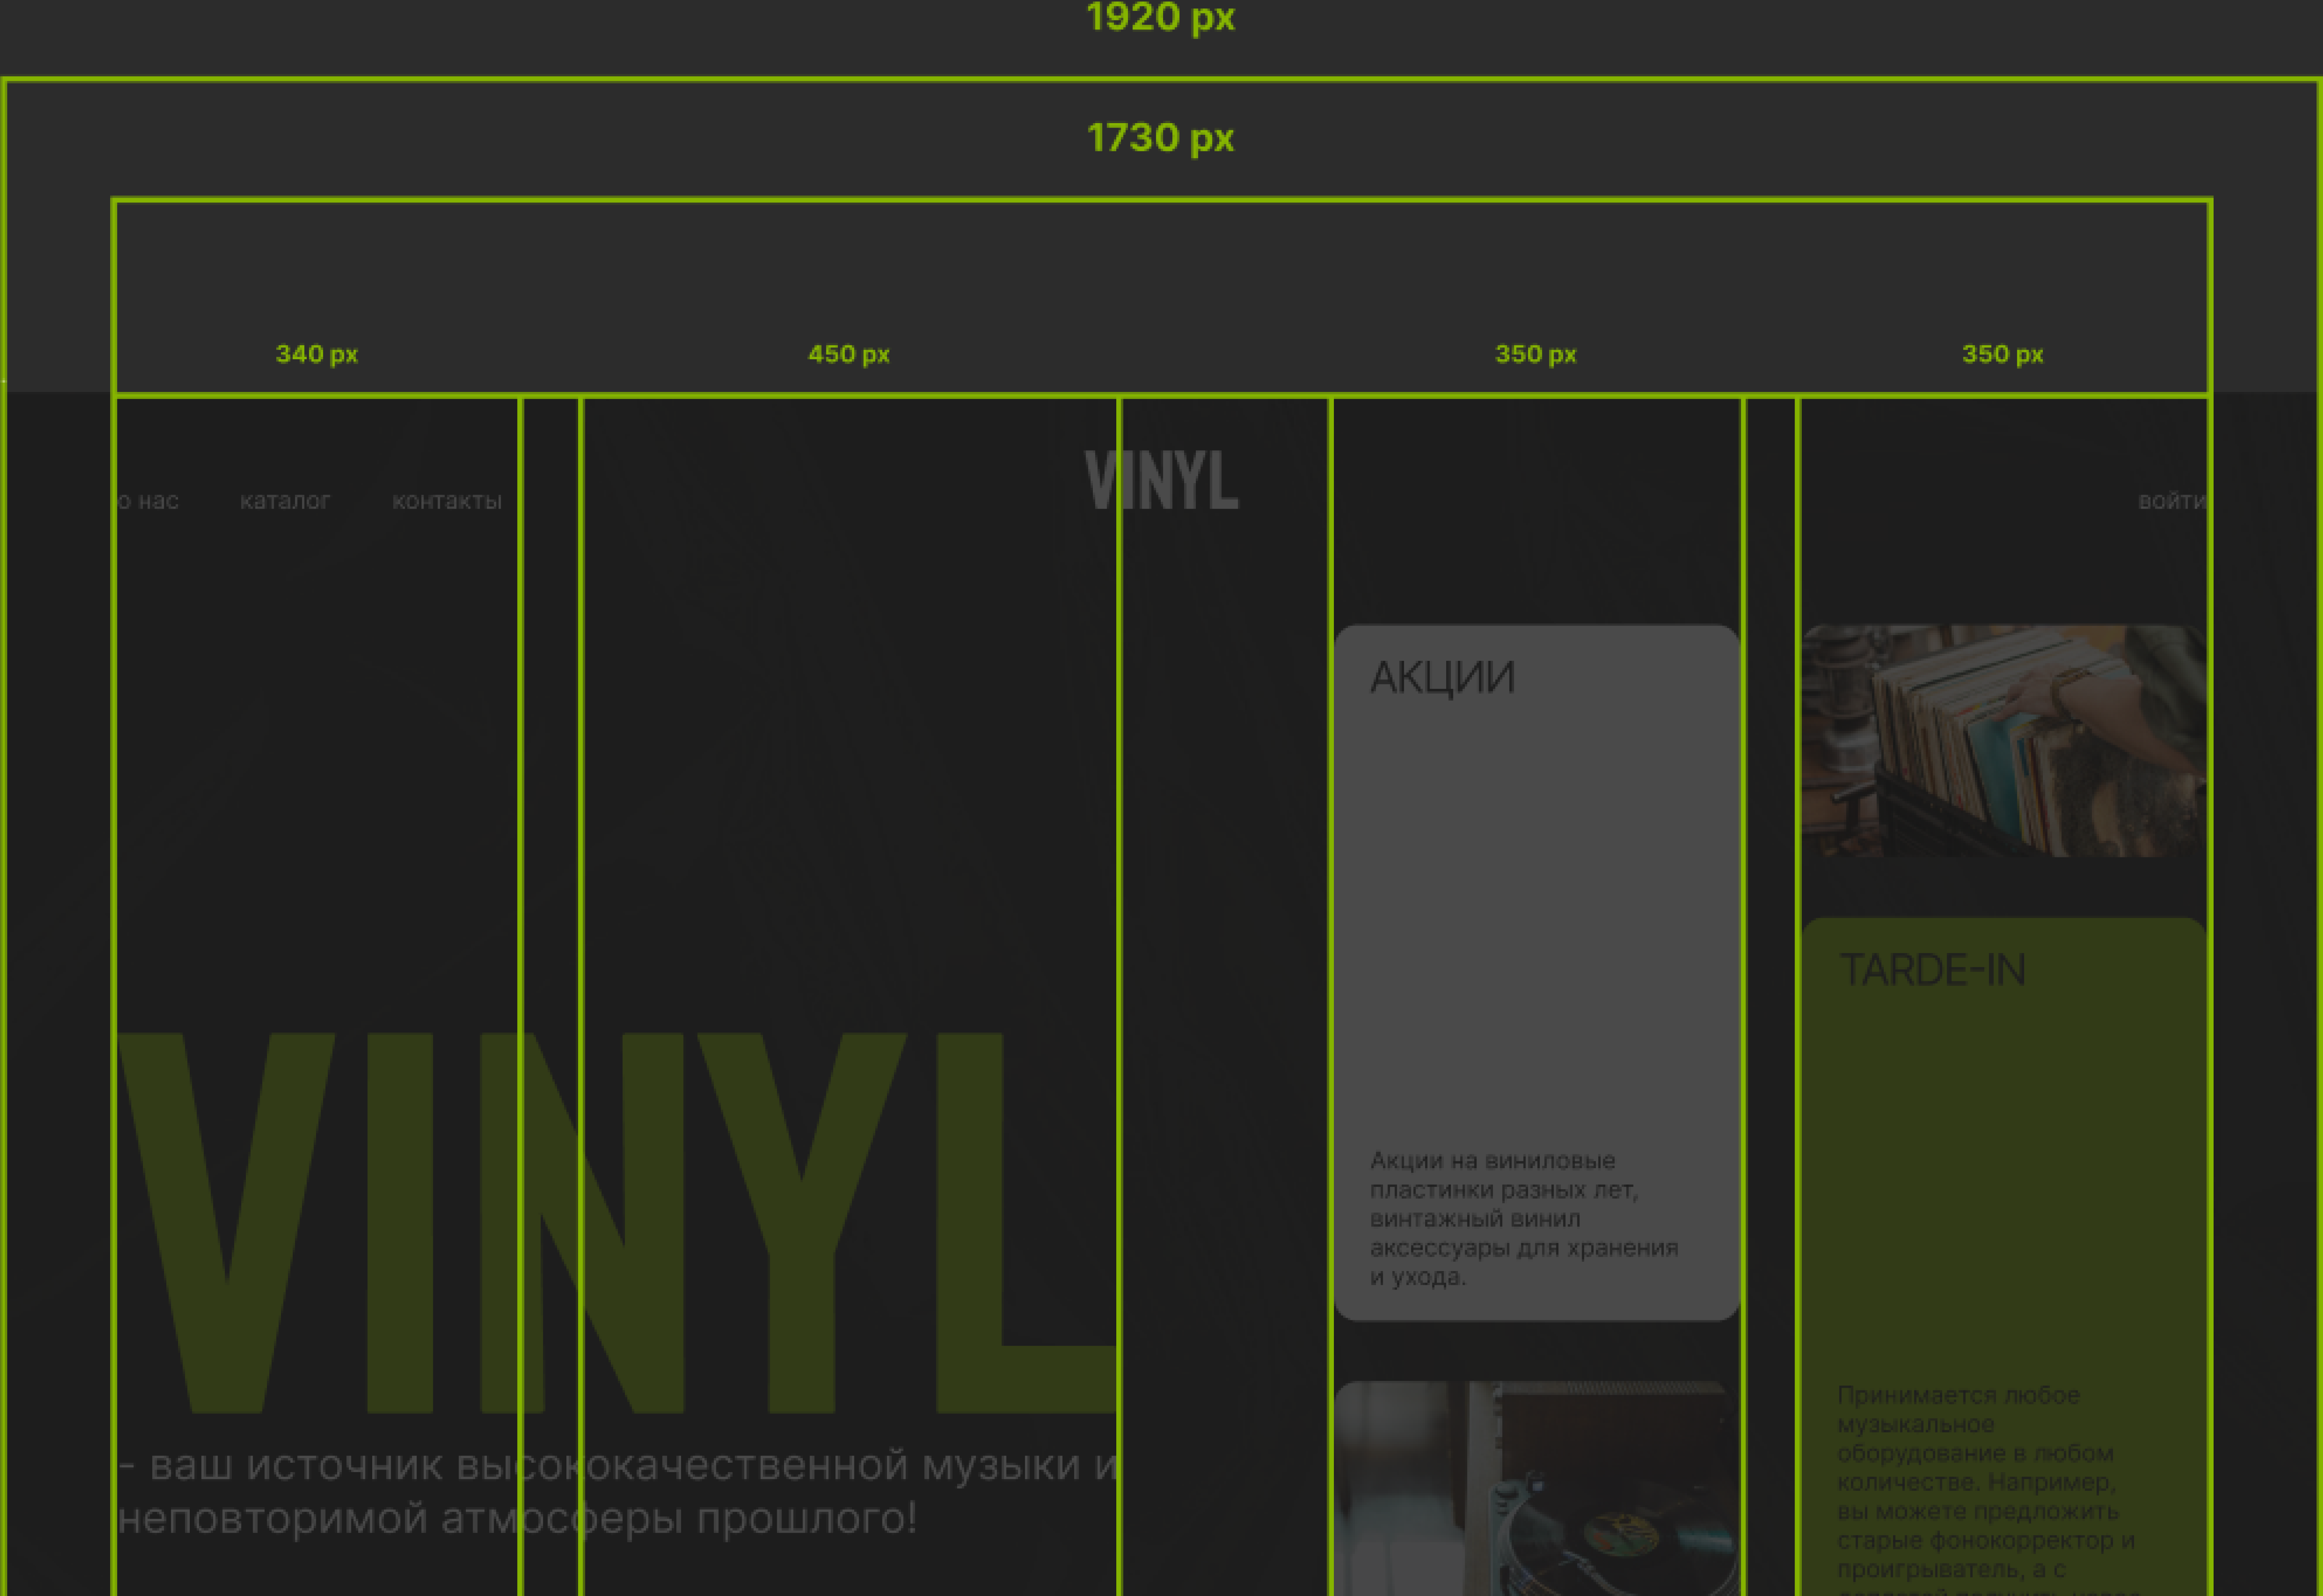 1920 px
1730 px
340 px
450 px
350 px
350 px
о нас
каталог
контакты
VINYL
войти
АКЦИИ
Акции на виниловые
пластинки разных лет,
винтажный винил
аксессуары для хранения
и ухода.
TARDE-IN
Принимается любое
музыкальное
оборудование в любом
количестве. Например,
вы можете предложить
старые фонокорректор и
проигрыватель, а с
VINYL
- ваш источник высококачественной музыки и
неповторимой атмосферы прошлого!